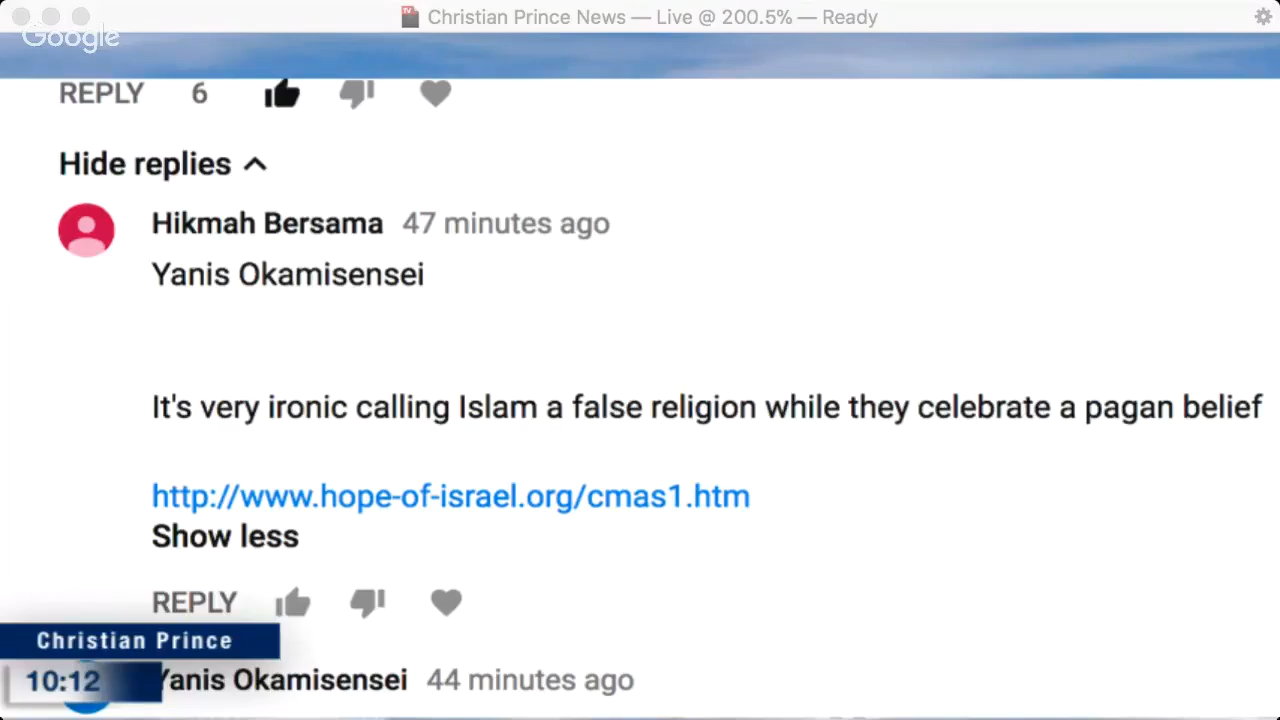 Christian Prince News — Live @ 200.5% — Ready
Google
REPLY 6
Hide replies
Hikmah Bersama 47 minutes ago
Yanis Okamisensei
It's very ironic calling Islam a false religion while they celebrate a pagan belief
http://www.hope-of-israel.org/cmas1.htm
Show less
REPLY
Christian Prince
10:12
Yanis Okamisensei 44 minutes ago